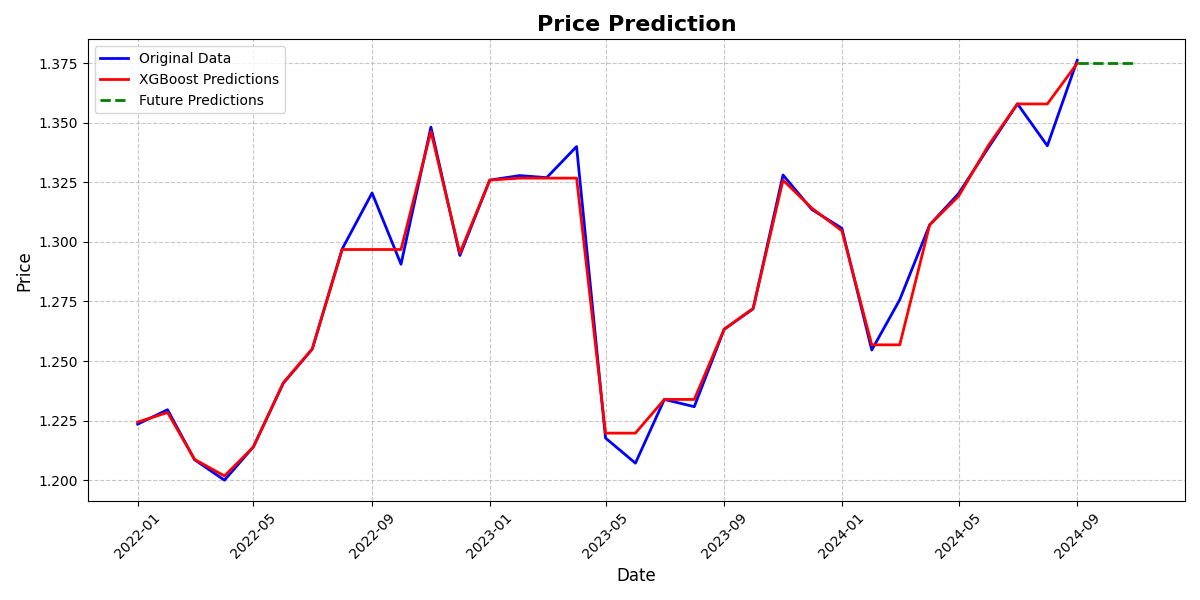 Price Prediction
Original Data
XGBoost Predictions
Future Predictions
Price
1.375
1.350
1.325
1.300
1.275
1.250
1.225
1.200
2022-01
2022-05
2022-09
2023-01
2023-05
2023-09
2024-01
2024-05
2024-09
Date